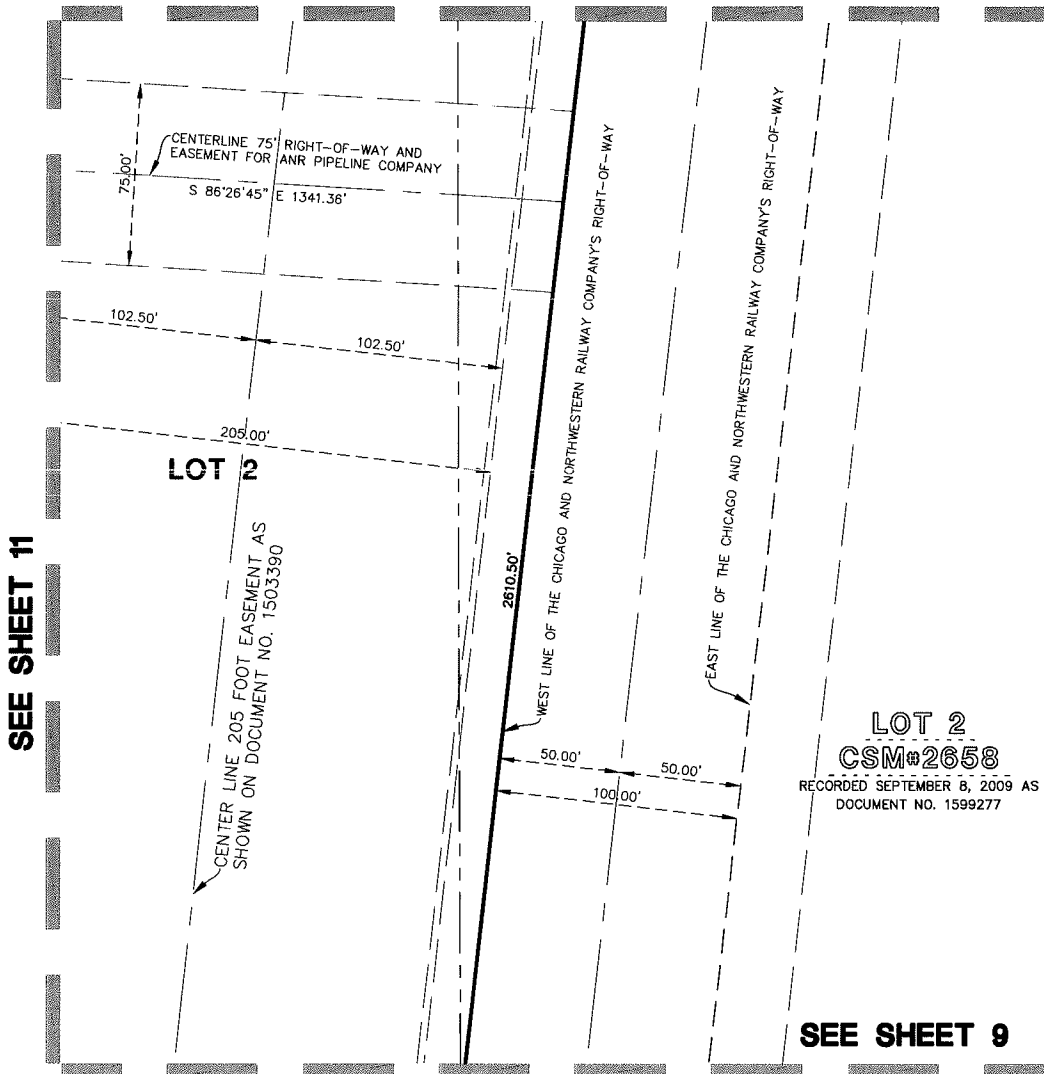 CENTERLINE 75' RIGHT-OF-WAY AND
EASEMENT FOR ANR PIPELINE COMPANY
75.00'
S 86°26'45" E 1341.36'
102.50'
102.50'
205.00'
LOT 2
SEE SHEET 11
CENTER LINE 205 FOOT EASEMENT AS
SHOWN ON DOCUMENT NO. 1503390
2610.50'
WEST LINE OF THE CHICAGO AND NORTHWESTERN RAILWAY COMPANY'S RIGHT-OF-WAY
EAST LINE OF THE CHICAGO AND NORTHWESTERN RAILWAY COMPANY'S RIGHT-OF-WAY
50.00'
50.00'
100.00'
LOT 2
CSM#2658
RECORDED SEPTEMBER 8, 2009 AS
DOCUMENT NO. 1599277
SEE SHEET 9